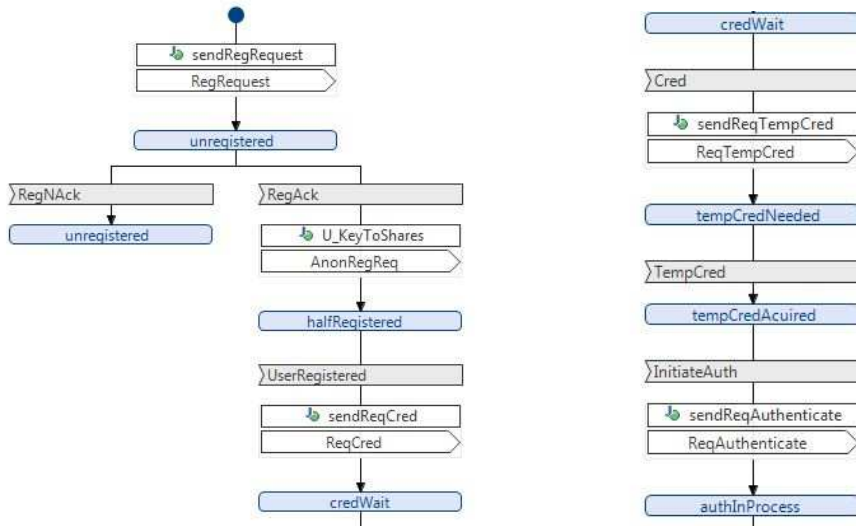 sendRegRequest
RegRequest
unregistered
RegNAck
unregistered
RegAck
U_KeyToShares
AnonRegReq
halfRegistered
UserRegistered
sendReqCred
ReqCred
credWait
credWait
Cred
sendReqTempCred
ReqTempCred
tempCredNeeded
TempCred
tempCredAcuired
InitiateAuth
sendReqAuthenticate
ReqAuthenticate
authInProcess